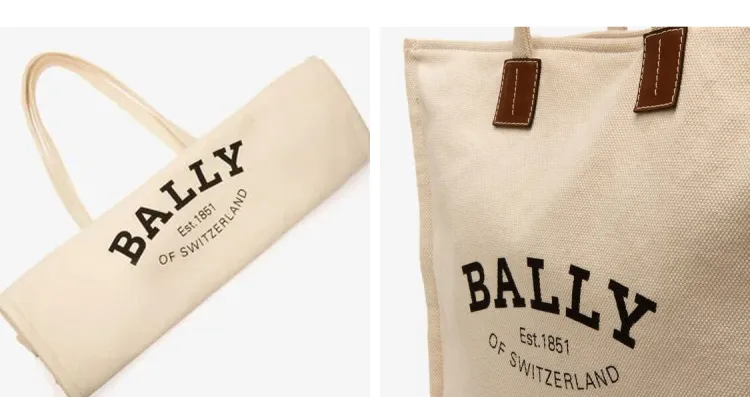 BALLY
Est.1851
OF SWITZERLAND
BALLY
Est.1851
OF SWITZERLAND